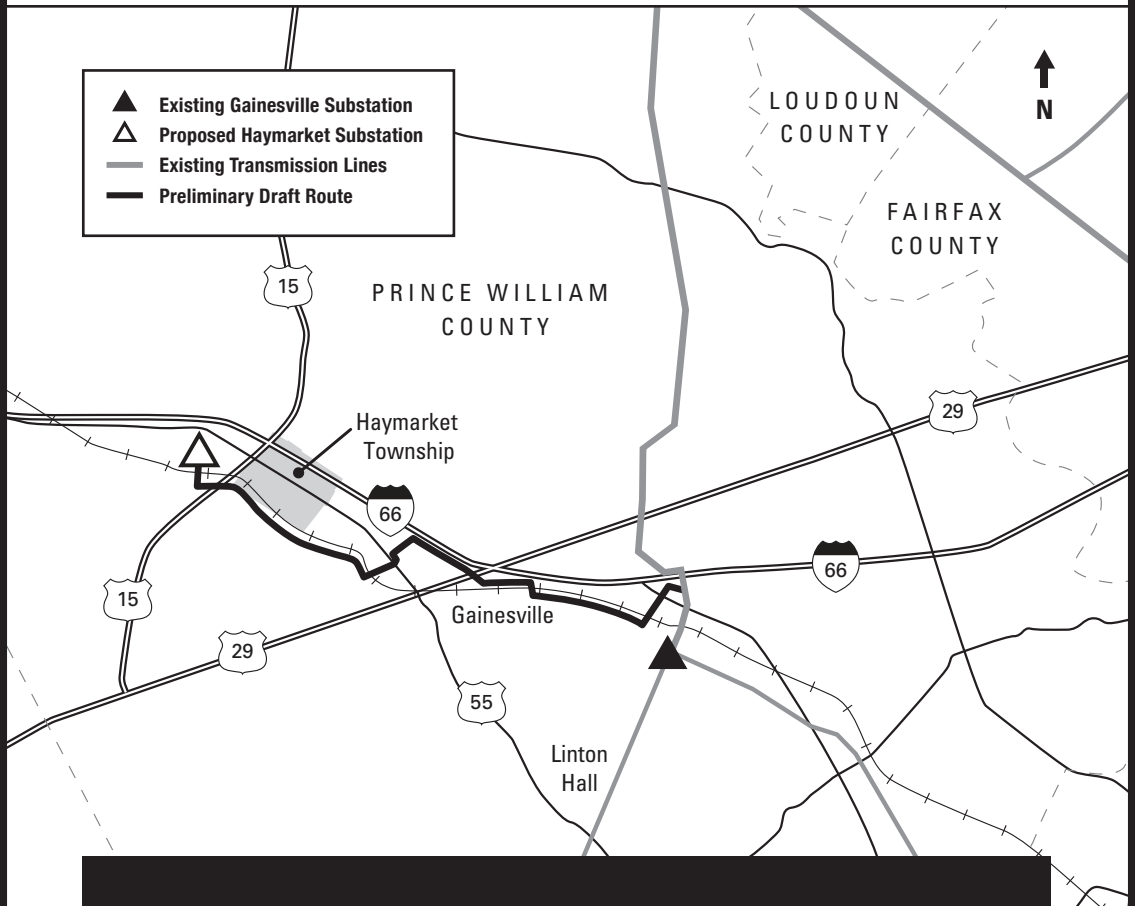 Existing Gainesville Substation
Proposed Haymarket Substation
Existing Transmission Lines
Preliminary Draft Route
LOUDOUN
COUNTY
N
FAIRFAX
COUNTY
15
PRINCE WILLIAM
COUNTY
29
Haymarket
Township
66
66
15
Gainesville
29
55
Linton
Hall